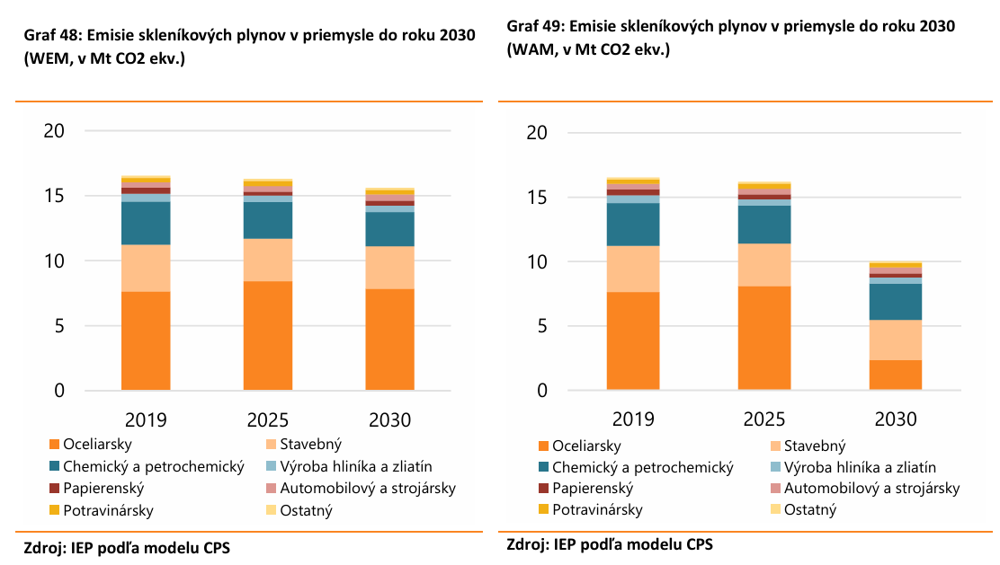 Graf 48: Emisie skleníkových plynov v priemysle do roku 2030
(WEM, v Mt CO2 ekv.)
20
15
10
5
0
2019 2025 2030
Oceliarsky Stavebný
Chemický a petrochemický Výroba hliníka a zliatín
Papierenský Automobilový a strojársky
Potravinársky Ostatný
Zdroj: IEP podľa modelu CPS
Graf 49: Emisie skleníkových plynov v priemysle do roku 2030
(WAM, v Mt CO2 ekv.)
20
15
10
5
0
2019 2025 2030
Oceliarsky Stavebný
Chemický a petrochemický Výroba hliníka a zliatín
Papierenský Automobilový a strojársky
Potravinársky Ostatný
Zdroj: IEP podľa modelu CPS